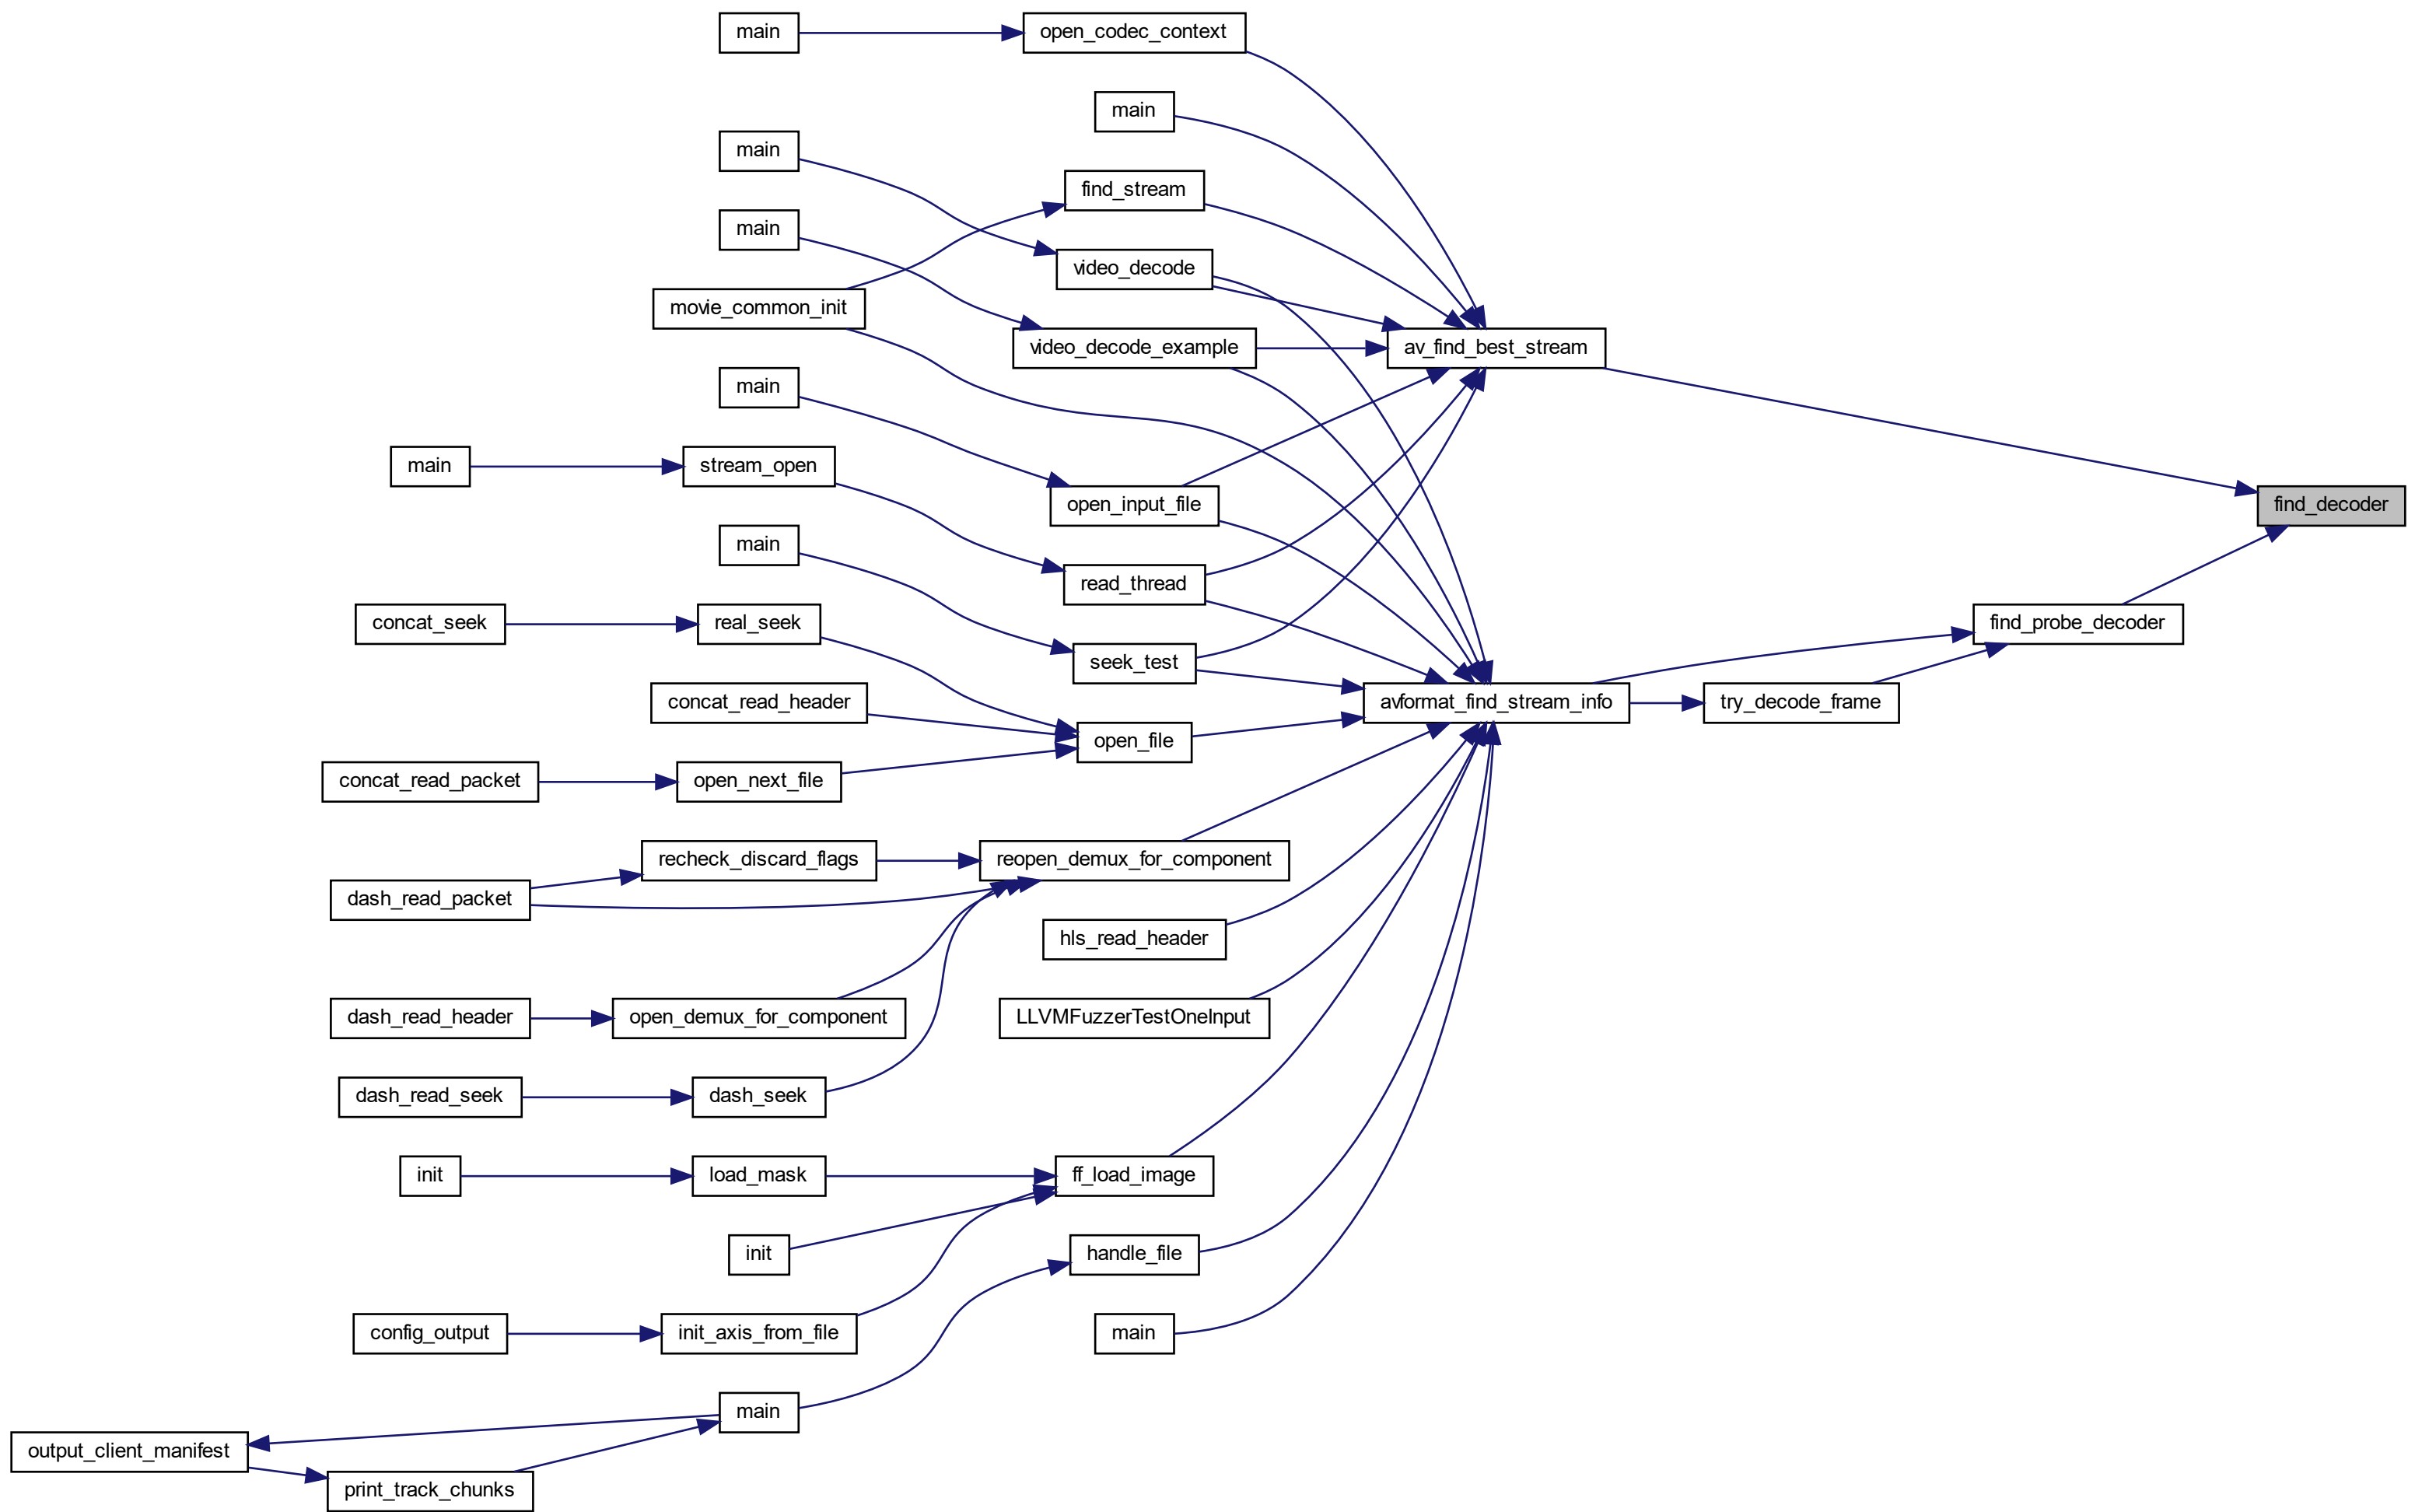 main
open_codec_context
main
main
find_stream
main
video_decode
movie_common_init
video_decode_example
av_find_best_stream
main
main
stream_open
open_input_file
find_decoder
main
read_thread
concat_seek
real_seek
find_probe_decoder
seek_test
concat_read_header
avformat_find_stream_info
try_decode_frame
open_file
concat_read_packet
open_next_file
recheck_discard_flags
reopen_demux_for_component
dash_read_packet
hls_read_header
dash_read_header
open_demux_for_component
LLVMFuzzerTestOneInput
dash_read_seek
dash_seek
init
load_mask
ff_load_image
init
handle_file
config_output
init_axis_from_file
main
main
output_client_manifest
print_track_chunks